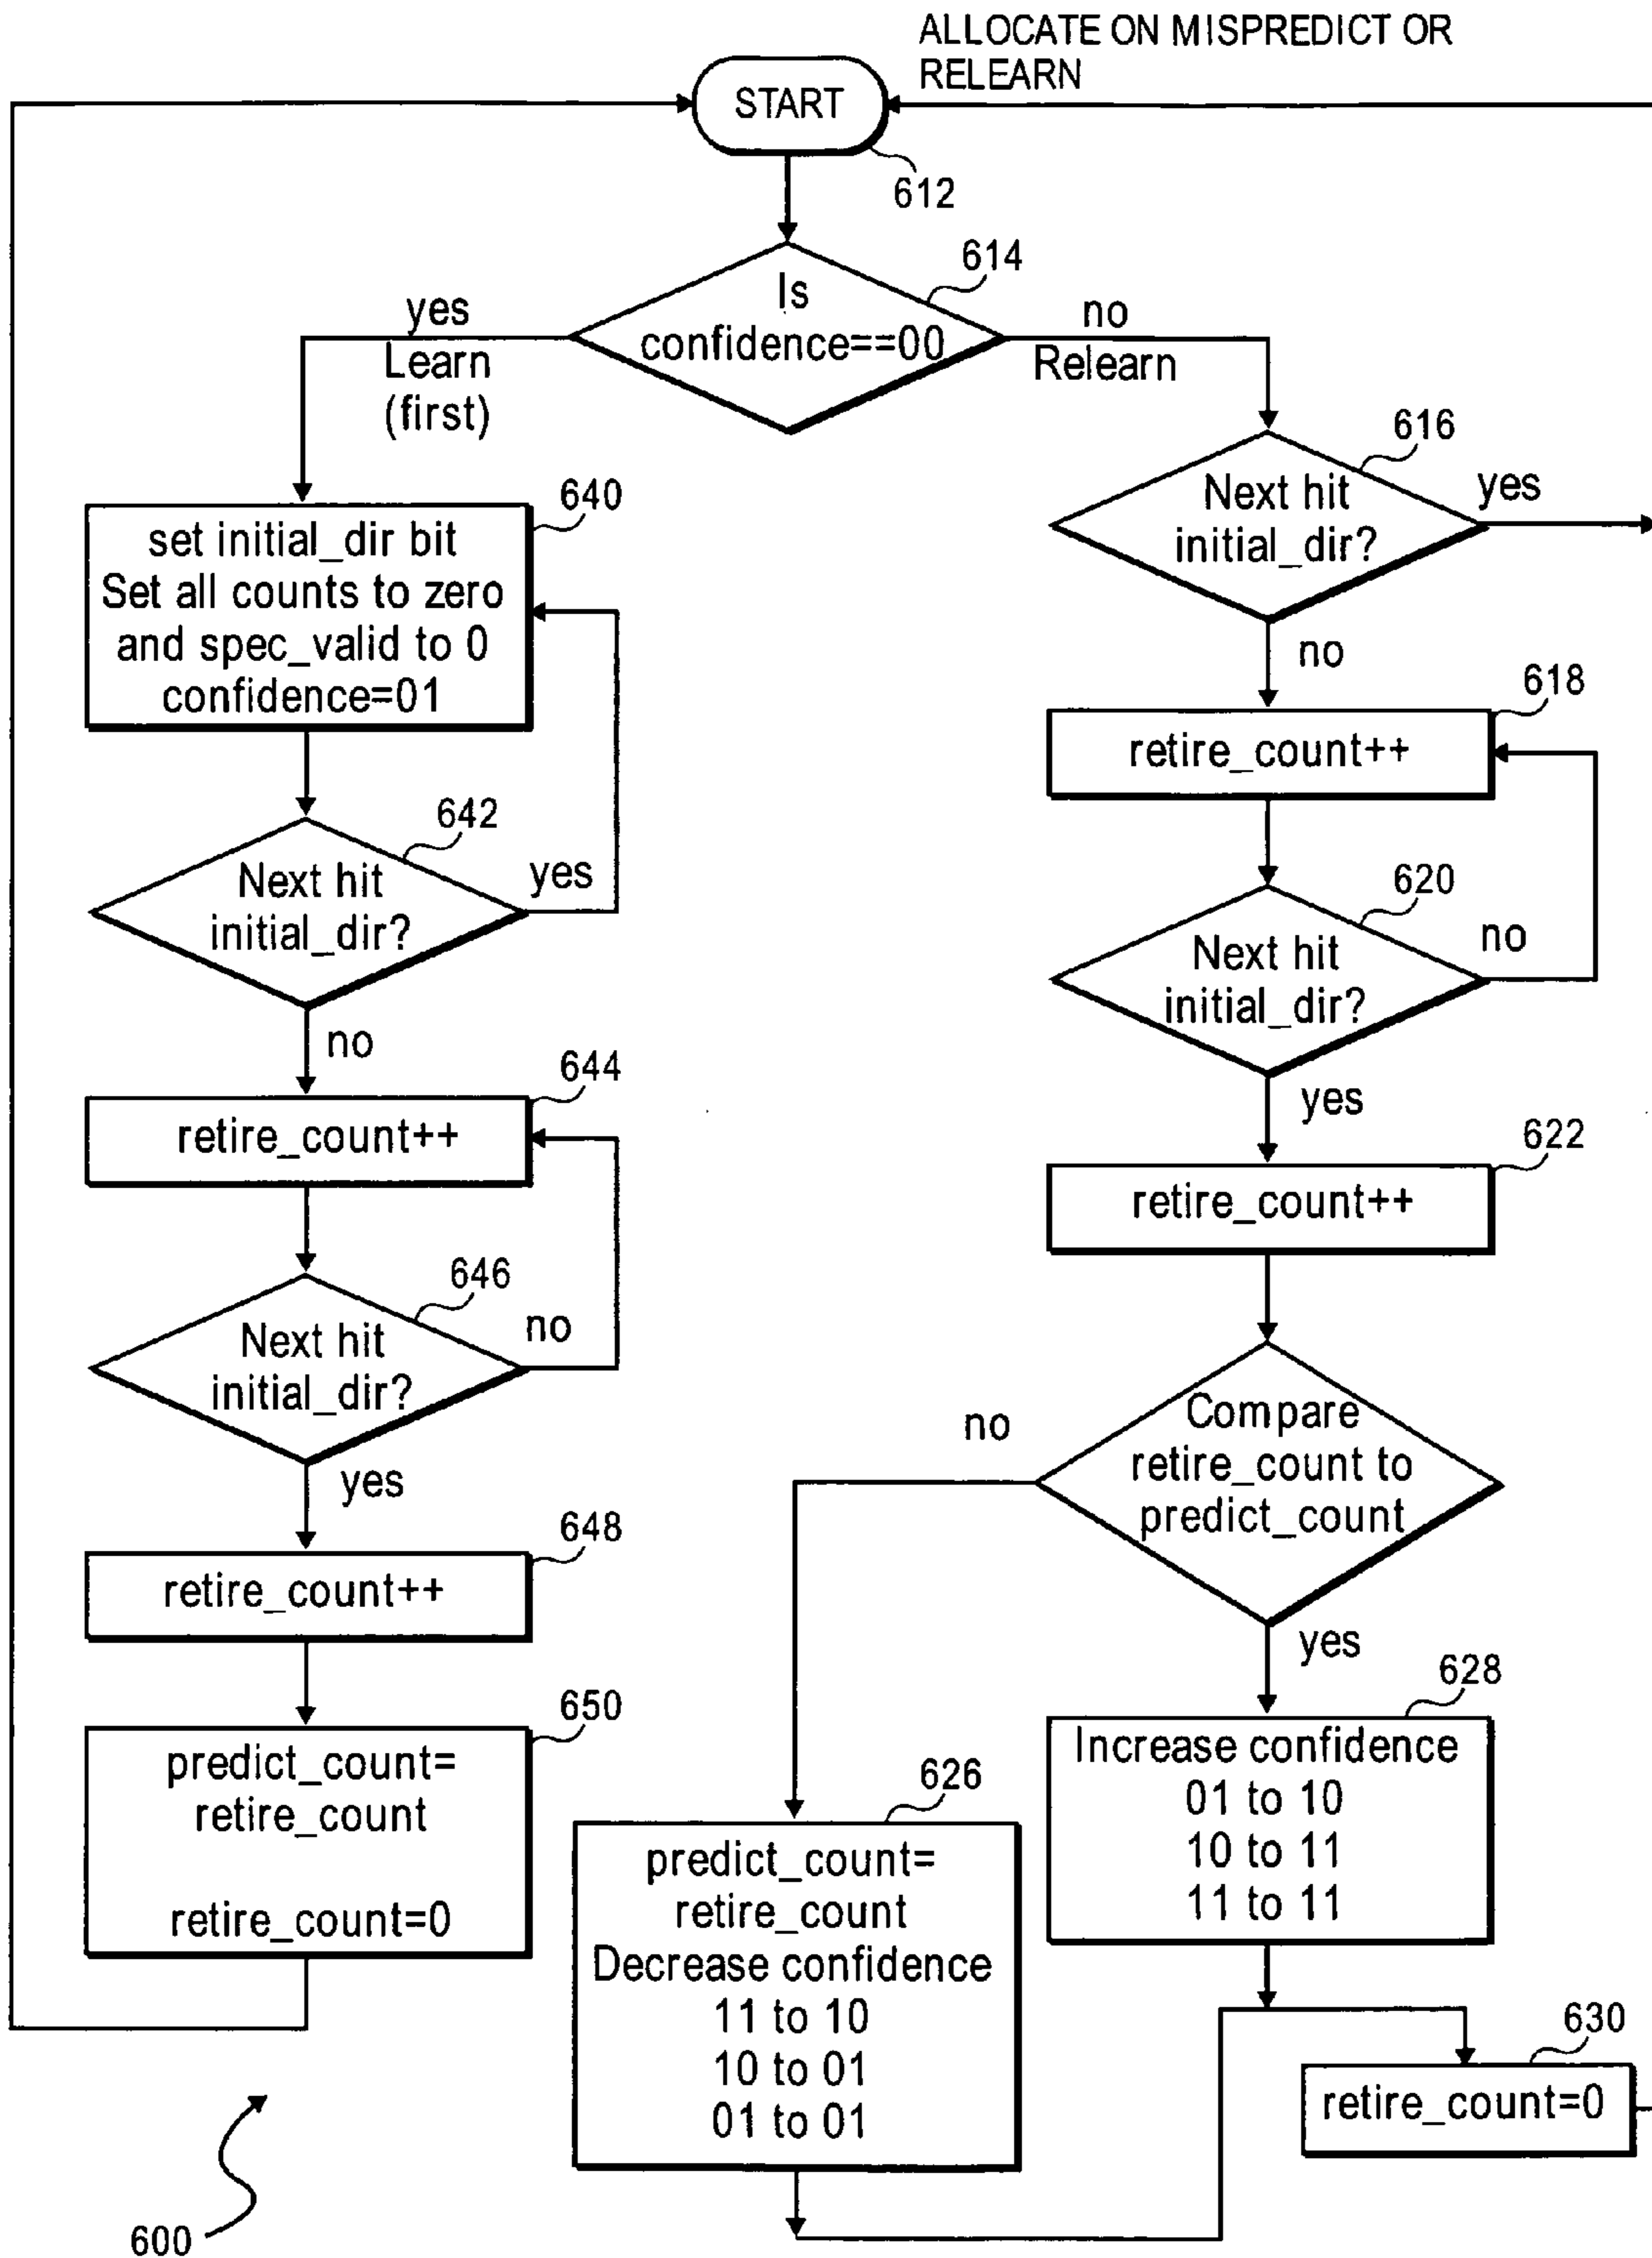 ALLOCATE ON MISPREDICT OR
RELEARN
START
612
614
Is
confidence==00
yes
Learn
(first)
no
Relearn
616
Next hit
initial_dir?
yes
no
640
set initial_dir bit
Set all counts to zero
and spec_valid to 0
confidence=01
618
retire_count++
642
Next hit
initial_dir?
yes
no
620
Next hit
initial_dir?
no
yes
644
retire_count++
622
retire_count++
646
Next hit
initial_dir?
no
yes
Compare
retire_count to
predict_count
no
yes
648
retire_count++
650
predict_count=
retire_count
retire_count=0
628
Increase confidence
01 to 10
10 to 11
11 to 11
626
predict_count=
retire_count
Decrease confidence
11 to 10
10 to 01
01 to 01
630
retire_count=0
600